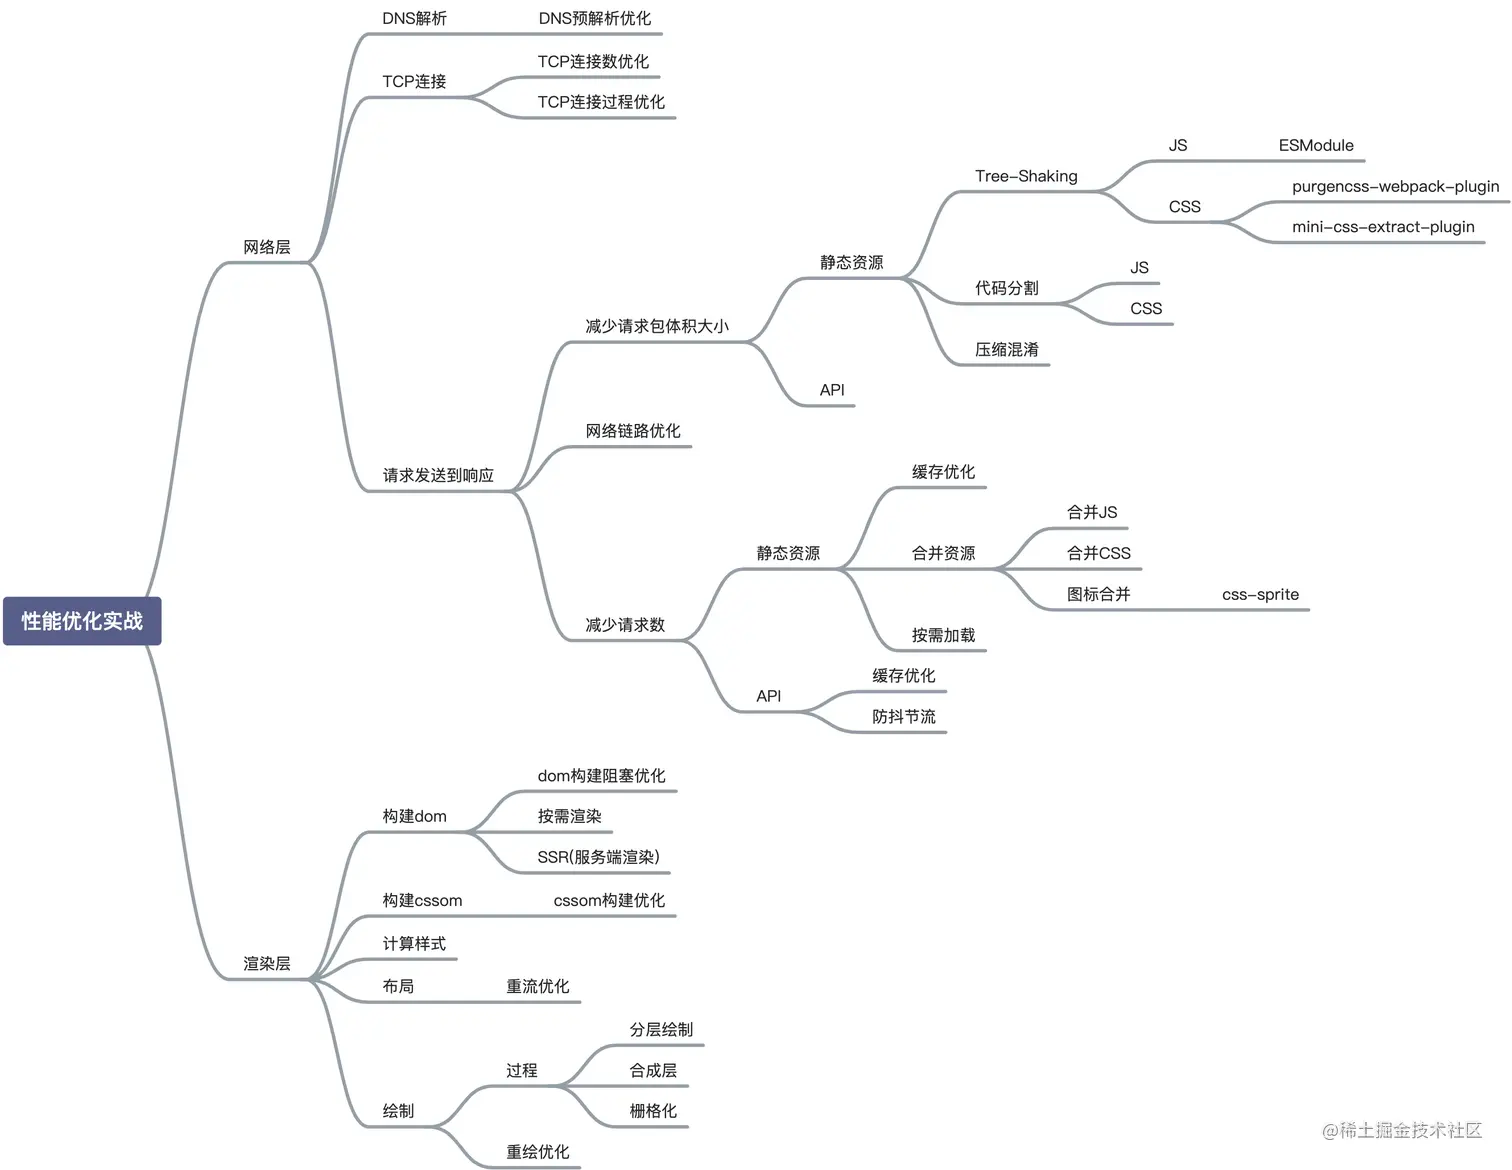 性能优化实战
网络层
DNS解析
DNS预解析优化
TCP连接
TCP连接数优化
TCP连接过程优化
请求发送到响应
减少请求包体积大小
静态资源
Tree-Shaking
JS
ESModule
CSS
purgencss-webpack-plugin
mini-css-extract-plugin
代码分割
JS
CSS
压缩混淆
API
网络链路优化
减少请求数
静态资源
缓存优化
合并资源
合并JS
合并CSS
图标合并
css-sprite
按需加载
API
缓存优化
防抖节流
渲染层
构建dom
dom构建阻塞优化
按需渲染
SSR(服务端渲染)
构建cssom
cssom构建优化
计算样式
布局
重流优化
绘制
过程
分层绘制
合成层
栅格化
重绘优化
@稀土掘金技术社区